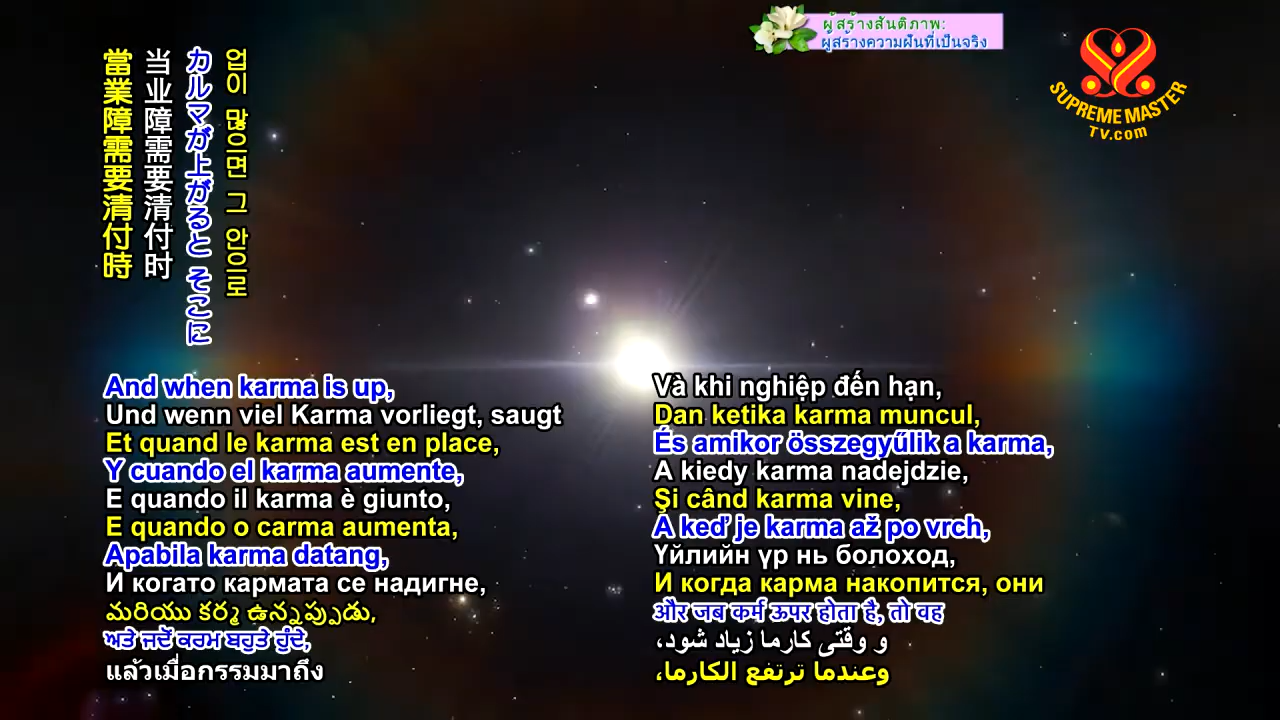 ผู้สร้างสันติภาพ:
ผู้สร้างความฝันที่เป็นจริง
SUPREME MASTER
TV.com
업이 많으면 그 안으로
カルマが上がると そこに
当业障需要清付时
當業障需要清付時
And when karma is up,
Und wenn viel Karma vorliegt, saugt
Et quand le karma est en place,
Y cuando el karma aumente,
E quando il karma è giunto,
E quando o carma aumenta,
Apabila karma datang,
И когато кармата се надигне,
మరియు కర్మ ఉన్నప్పుడు,
ਅਤੇ ਜਦੋਂ ਕਰਮ ਬਹੁਤੇ ਹੁੰਦੇ,
แล้วเมื่อกรรมมาถึง
Và khi nghiệp đến hạn,
Dan ketika karma muncul,
És amikor összegyűlik a karma,
A kiedy karma nadejdzie,
Şi când karma vine,
A keď je karma až po vrch,
Үйлийн үр нь болоход,
И когда карма накопится, они
और जब कर्म ऊपर होता है, तो वह
و وقتی کارما زیاد شود،
وعندما ترتفع الكارما،